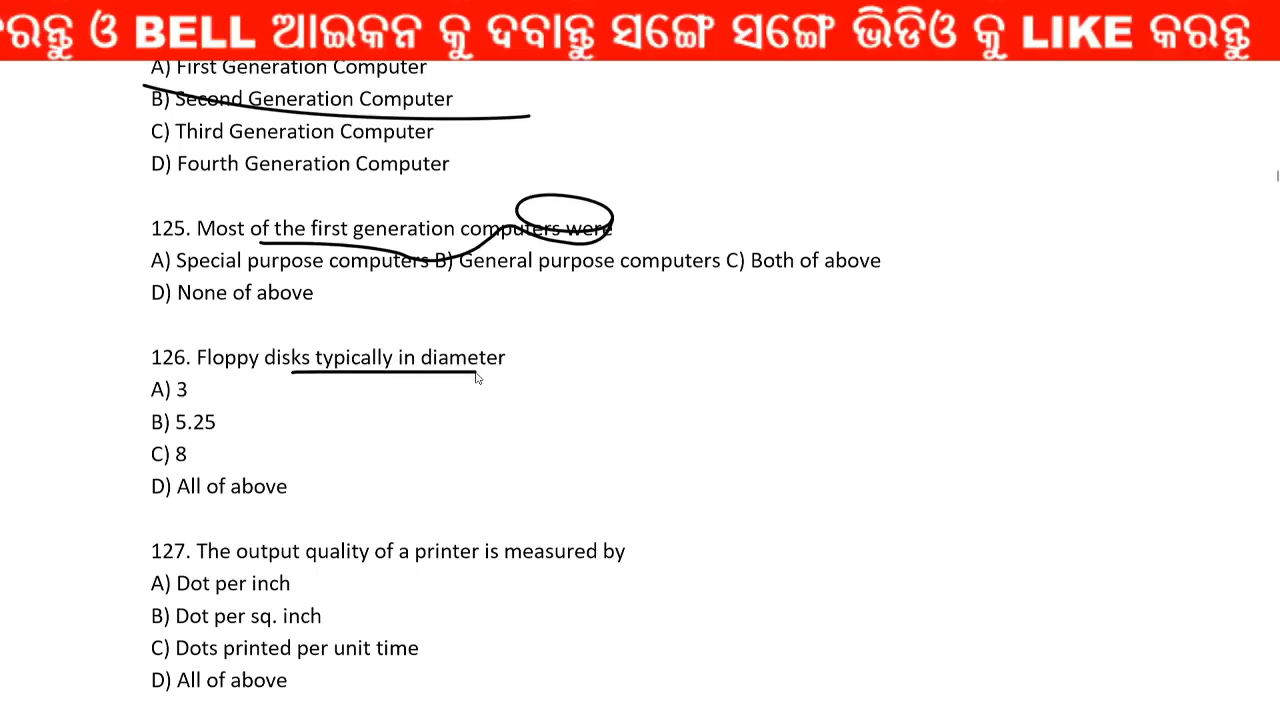 ଓ BELL ଆଇକନ କୁ ଦବାନ୍ତୁ ସଙ୍ଗେ ସଙ୍ଗେ ଭିଡିଓ କୁ LIKE କରନ୍ତୁ
A) First Generation Computer
B) Second Generation Computer
C) Third Generation Computer
D) Fourth Generation Computer
125. Most of the first generation computers were
A) Special purpose computers B) General purpose computers C) Both of above
D) None of above
126. Floppy disks typically in diameter
A) 3
B) 5.25
C) 8
D) All of above
127. The output quality of a printer is measured by
A) Dot per inch
B) Dot per sq. inch
C) Dots printed per unit time
D) All of above